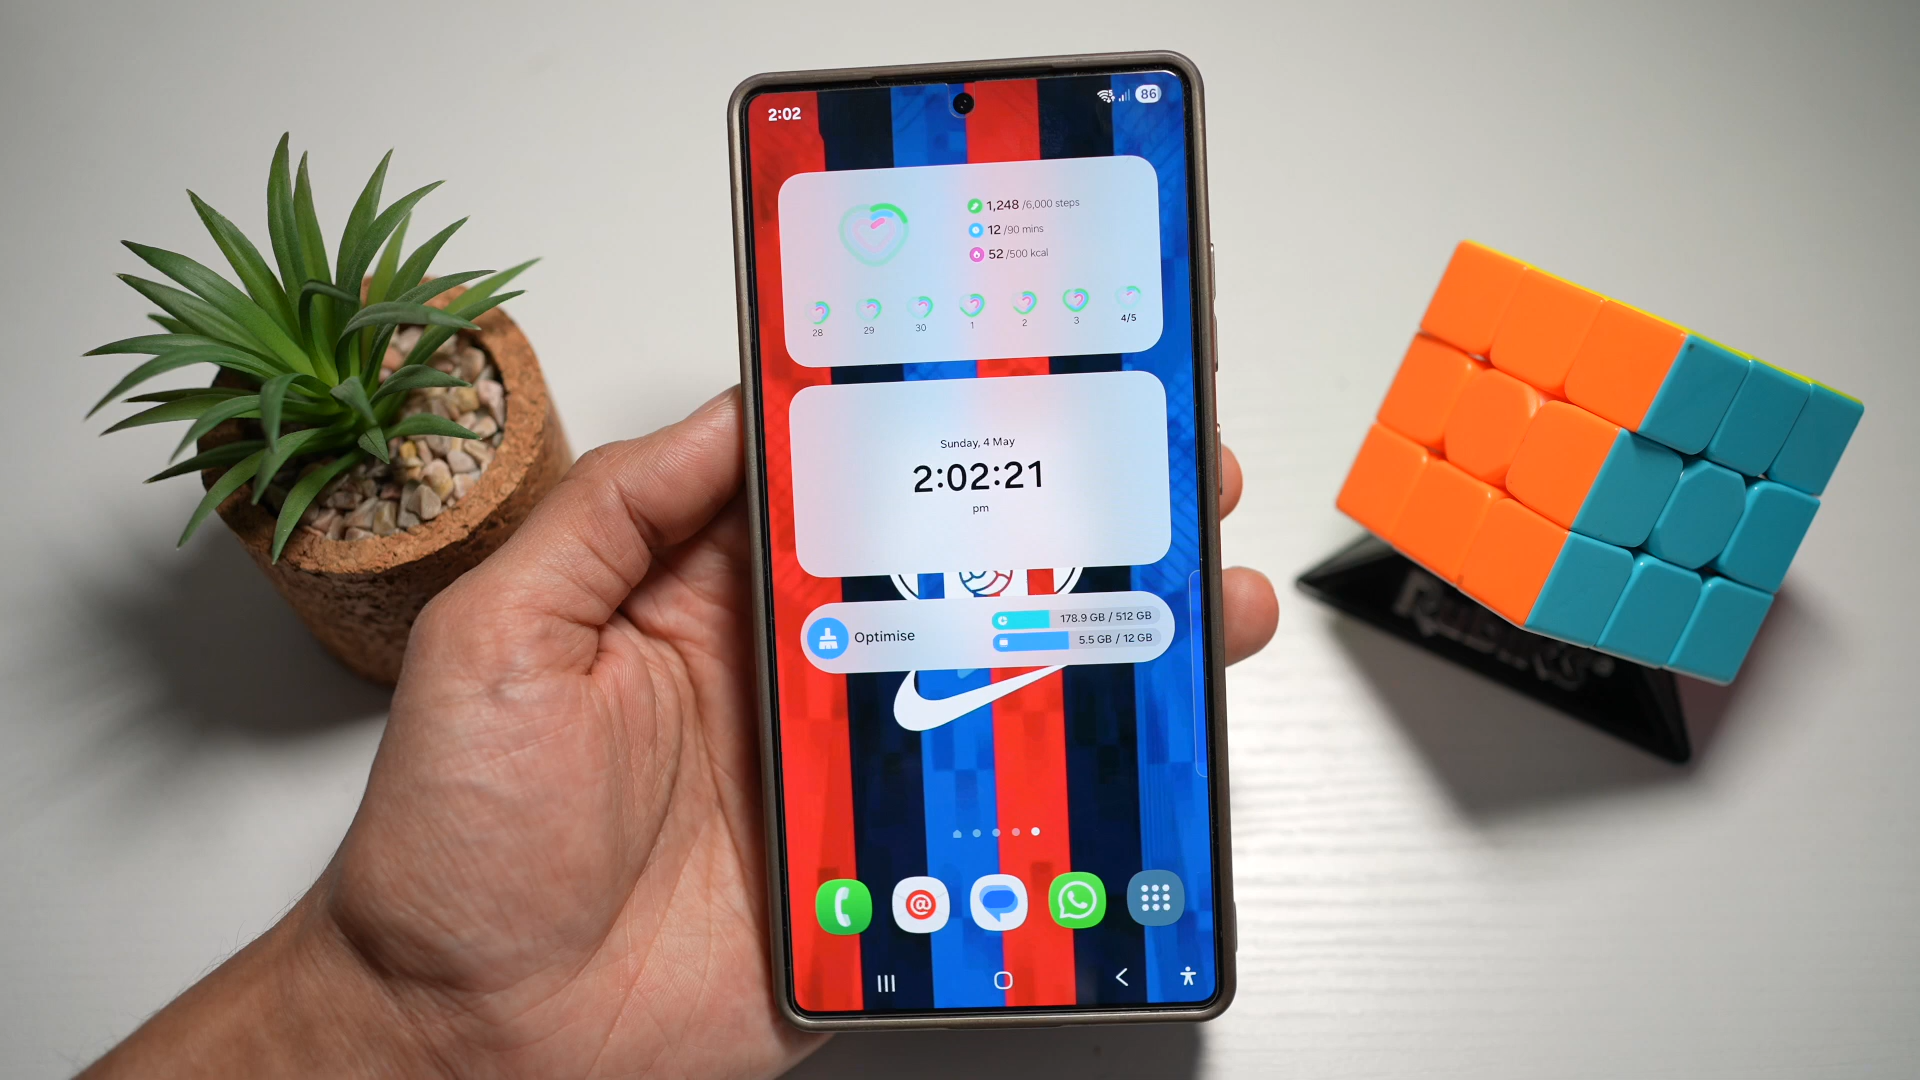 2:02
86
1,248 /6,000 steps
12 /90 mins
52 /500 kcal
28 29 30 1 2 3 4/5
Sunday, 4 May
2:02:21
pm
Optimise
178.9 GB / 512 GB
5.5 GB / 12 GB
RUBIK'S